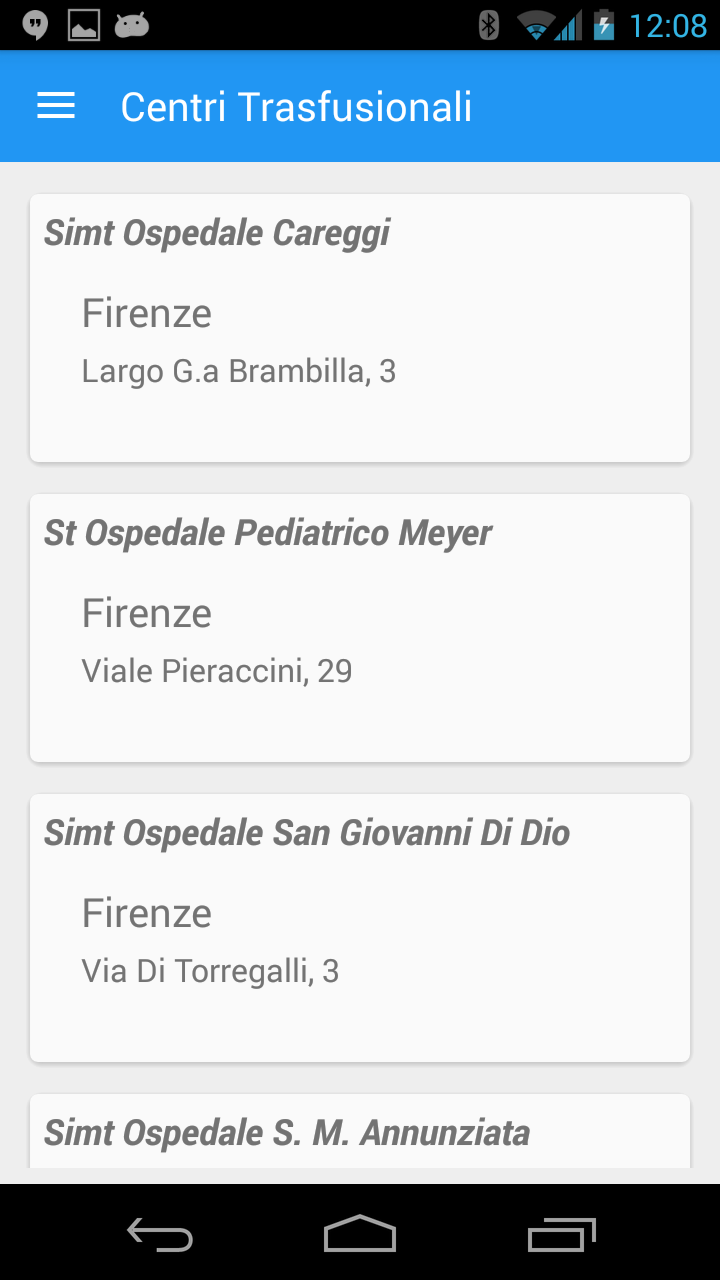 12:08
Centri Trasfusionali
Simt Ospedale Careggi
Firenze
Largo G.a Brambilla, 3
St Ospedale Pediatrico Meyer
Firenze
Viale Pieraccini, 29
Simt Ospedale San Giovanni Di Dio
Firenze
Via Di Torregalli, 3
Simt Ospedale S. M. Annunziata